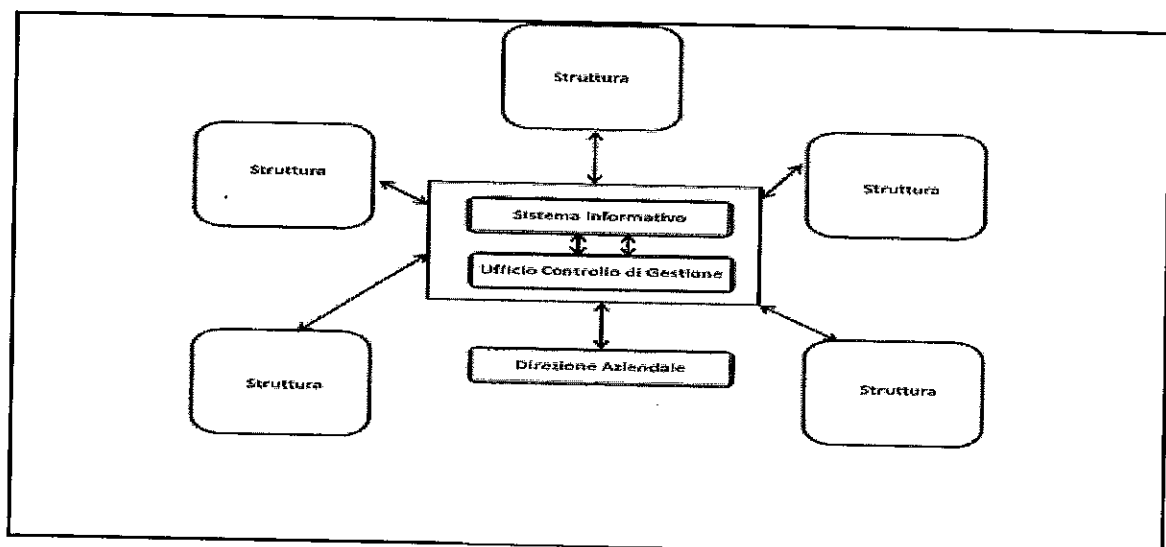 Struttura
Struttura
Struttura
Sistema Informativo
Ufficio Controllo di Gestione
Direzione Aziendale
Struttura
Struttura